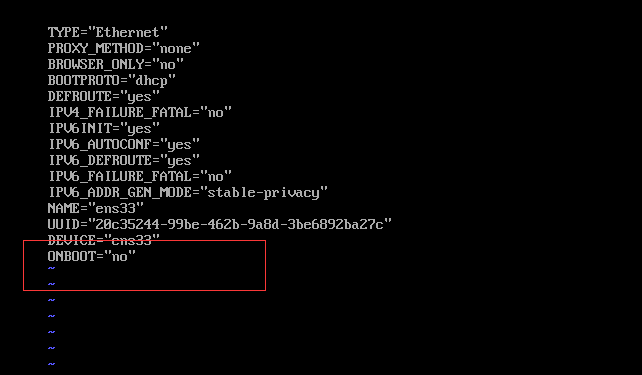 TYPE="Ethernet"
PROXY_METHOD="none"
BROWSER_ONLY="no"
BOOTPROTO="dhcp"
DEFROUTE="yes"
IPV4_FAILURE_FATAL="no"
IPV6INIT="yes"
IPV6_AUTOCONF="yes"
IPV6_DEFROUTE="yes"
IPV6_FAILURE_FATAL="no"
IPV6_ADDR_GEN_MODE="stable-privacy"
NAME="ens33"
UUID="20c35244-99be-462b-9a8d-3be6892ba27c"
DEVICE="ens33"
ONBOOT="no"
~
~
~
~
~
~
~